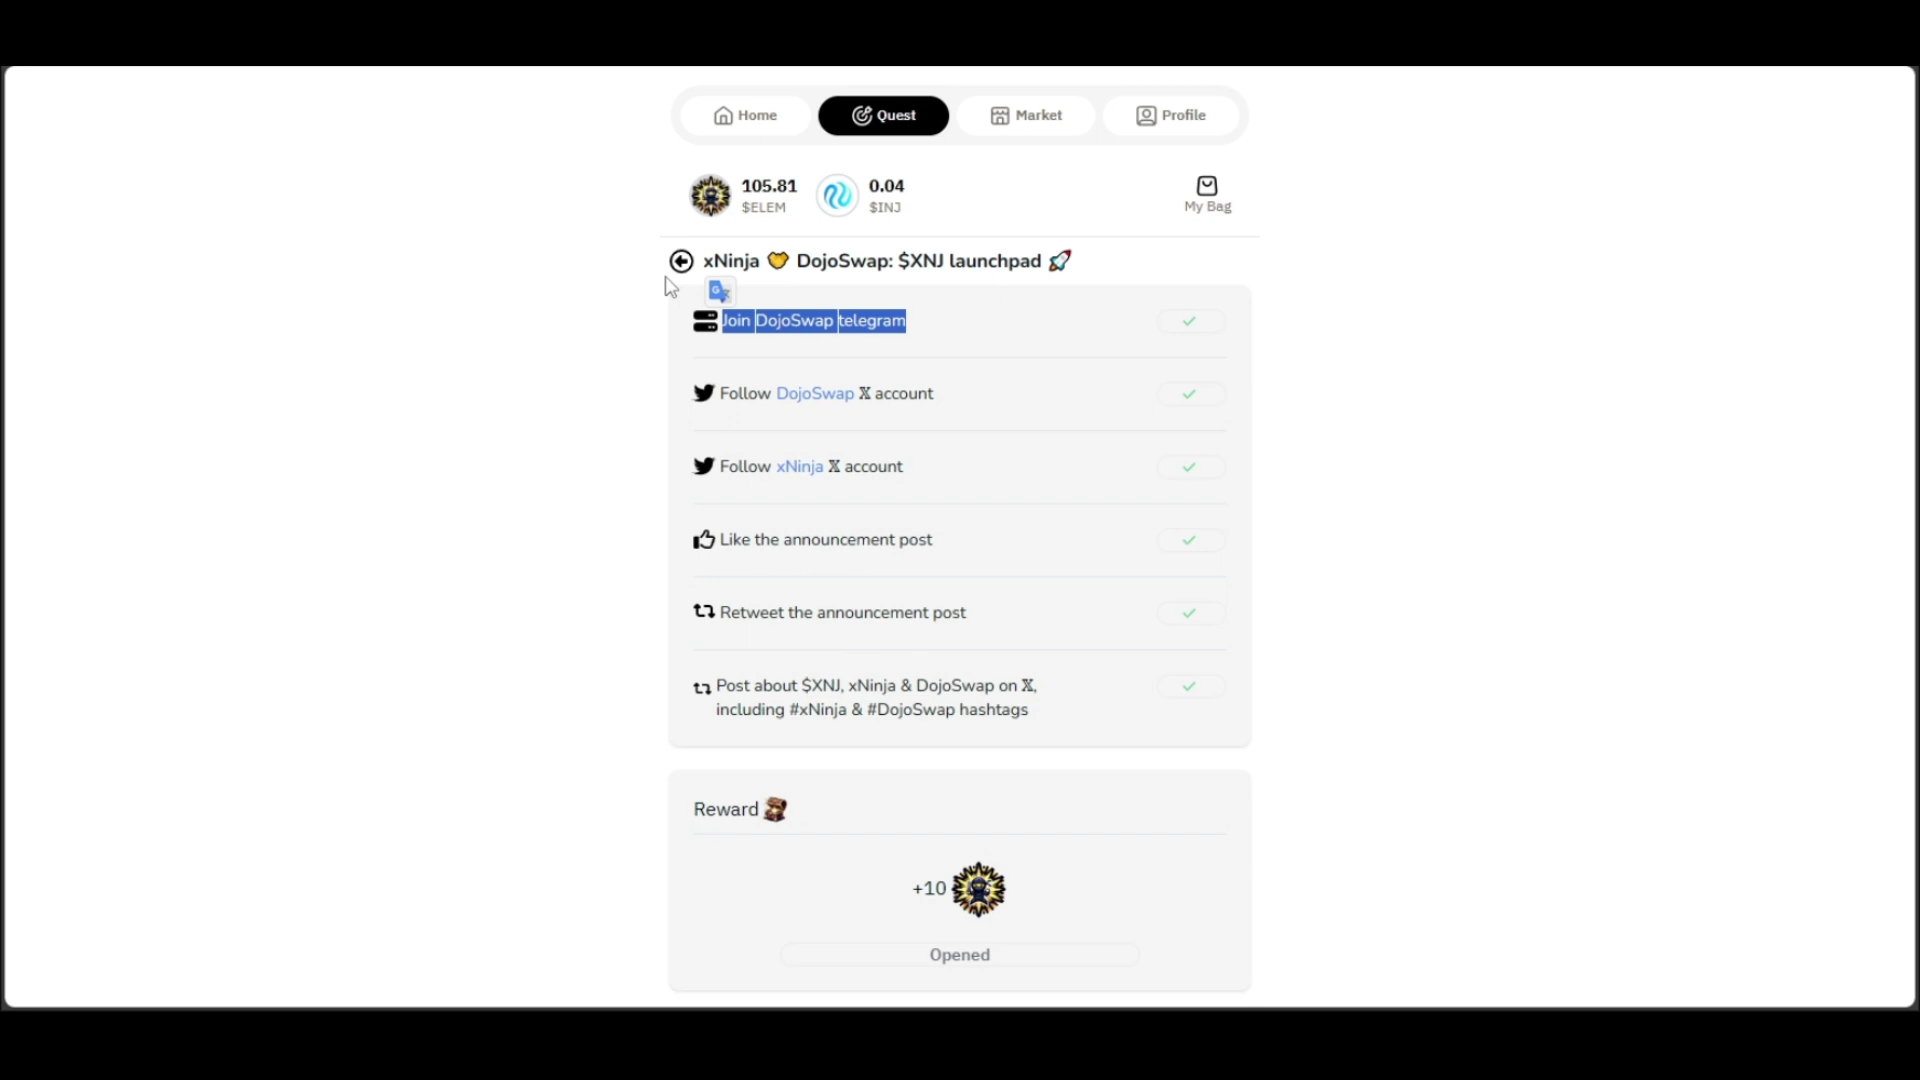 Home Quest Market Profile
105.81 0.04
$ELEM $INJ My Bag
xNinja 🤝 DojoSwap: $XNJ launchpad 🚀
Join DojoSwap telegram
Follow DojoSwap 𝕏 account
Follow xNinja 𝕏 account
Like the announcement post
Retweet the announcement post
Post about $XNJ, xNinja & DojoSwap on 𝕏,
including #xNinja & #DojoSwap hashtags
Reward
+10
Opened